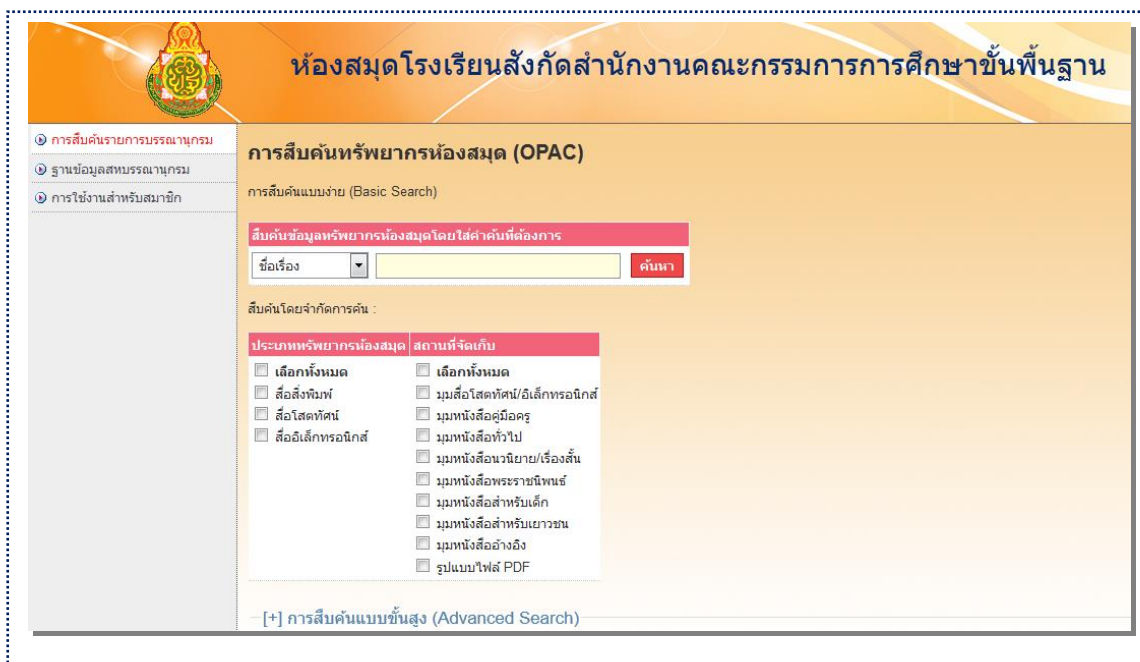 ห้องสมุดโรงเรียนสังกัดสำนักงานคณะกรรมการการศึกษาขั้นพื้นฐาน
การสืบค้นรายการบรรณานุกรม
ฐานข้อมูลสหบรรณานุกรม
การใช้งานสำหรับสมาชิก
การสืบค้นทรัพยากรห้องสมุด (OPAC)
การสืบค้นแบบง่าย (Basic Search)
สืบค้นข้อมูลทรัพยากรห้องสมุดโดยใส่คำค้นที่ต้องการ
ชื่อเรื่อง ค้นหา
สืบค้นโดยจำกัดการค้น :
ประเภททรัพยากรห้องสมุด สถานที่จัดเก็บ
เลือกทั้งหมด เลือกทั้งหมด
สื่อสิ่งพิมพ์ มุมสื่อโสตทัศน์/อิเล็กทรอนิกส์
สื่อโสตทัศน์ มุมหนังสือคู่มือครู
สื่ออิเล็กทรอนิกส์ มุมหนังสือทั่วไป
มุมหนังสือนวนิยาย/เรื่องสั้น
มุมหนังสือพระราชนิพนธ์
มุมหนังสือสำหรับเด็ก
มุมหนังสือสำหรับเยาวชน
มุมหนังสืออ้างอิง
รูปแบบไฟล์ PDF
[+] การสืบค้นแบบขั้นสูง (Advanced Search)